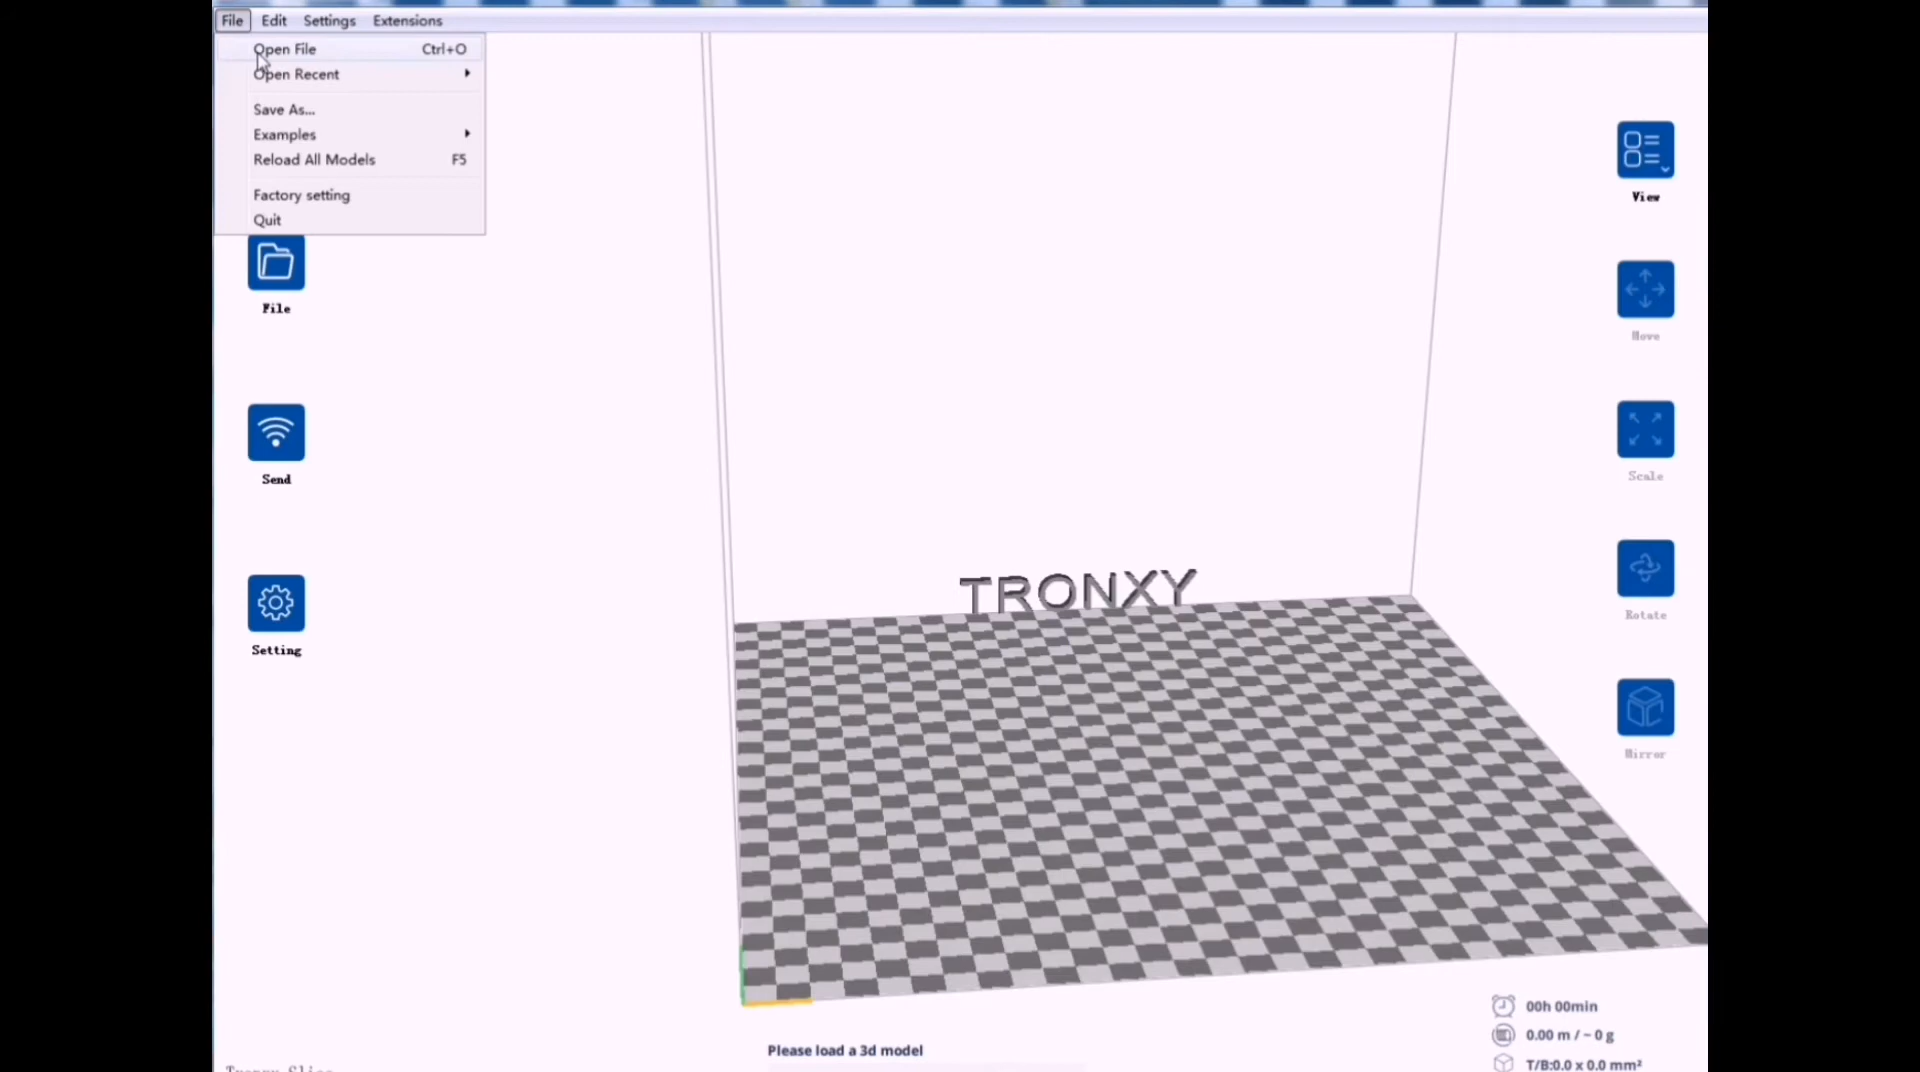 File Edit Settings Extensions
Open File Ctrl+O
Open Recent
Save As...
Examples
Reload All Models F5
Factory setting
Quit
File
Send
Setting
View
Move
Scale
Rotate
Mirror
TRONXY
00h 00min
0.00 m / ~ 0 g
T/B:0.0 x 0.0 mm²
Please load a 3d model